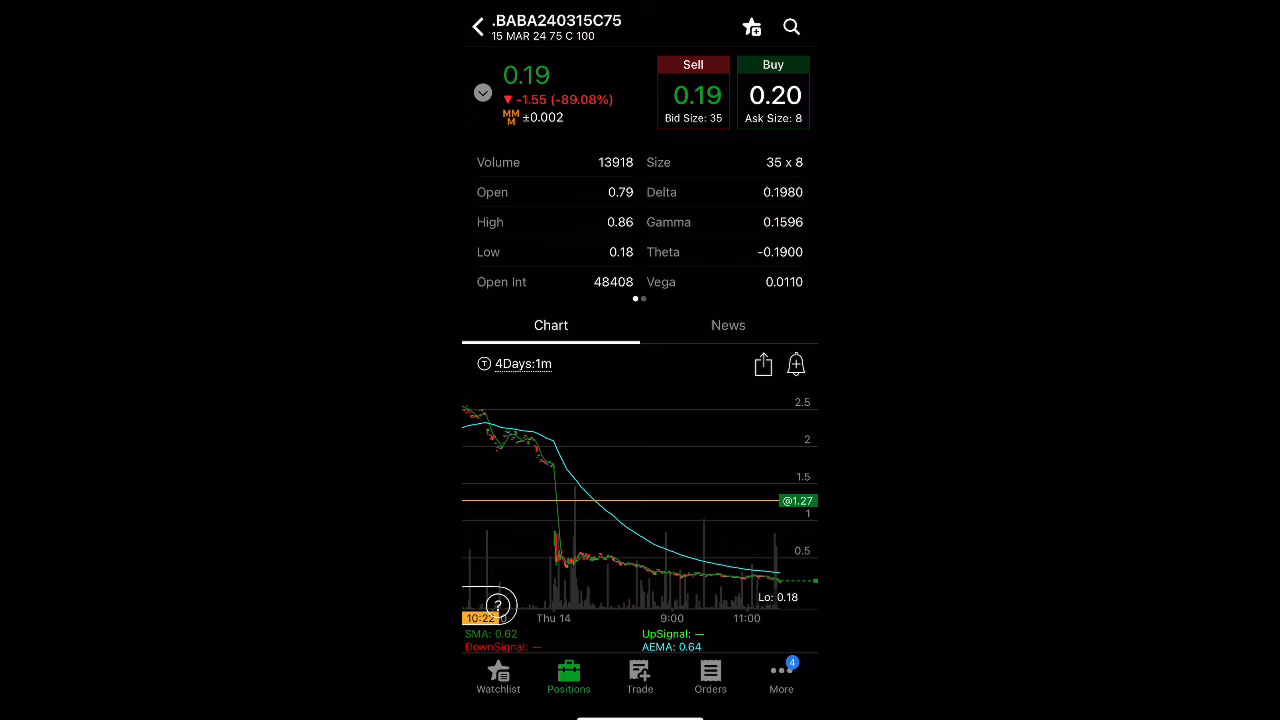 .BABA240315C75
15 MAR 24 75 C 100
0.19
-1.55 (-89.08%)
MM
M
±0.002
Sell
0.19
Bid Size: 35
Buy
0.20
Ask Size: 8
Volume 13918 Size 35 x 8
Open 0.79 Delta 0.1980
High 0.86 Gamma 0.1596
Low 0.18 Theta -0.1900
Open Int 48408 Vega 0.0110
Chart News
T 4Days:1m
2.5
2
1.5
@1.27
1
0.5
Lo: 0.18
?
10:22 Thu 14 9:00 11:00
SMA: 0.62 UpSignal: —
DownSignal: — AEMA: 0.64
4
Watchlist Positions Trade Orders More